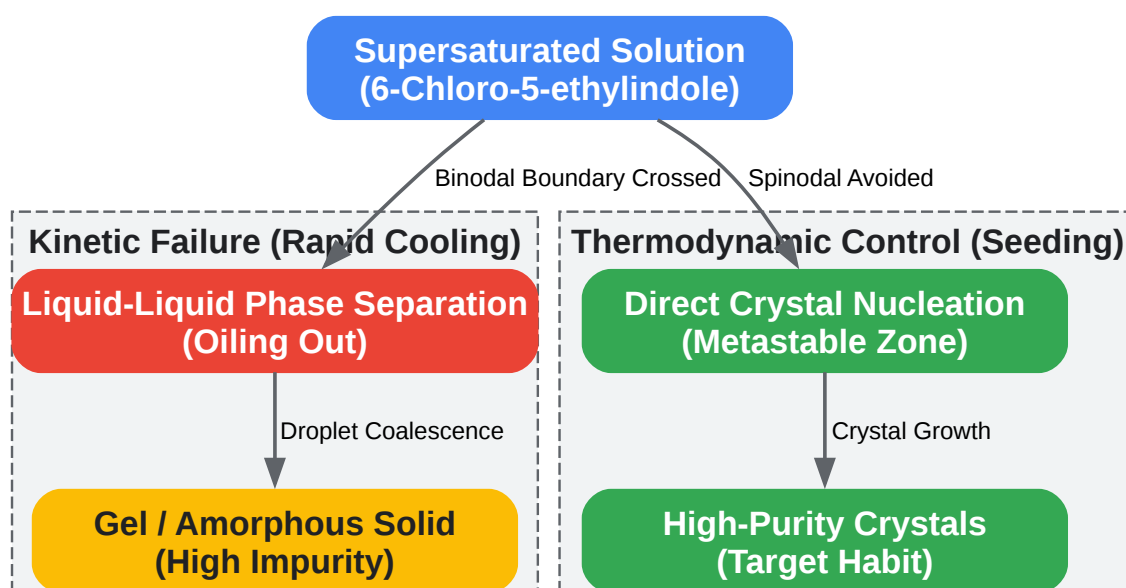 Supersaturated Solution
(6-Chloro-5-ethylindole)
Binodal Boundary Crossed
Spinodal Avoided
Kinetic Failure (Rapid Cooling)
Thermodynamic Control (Seeding)
Liquid-Liquid Phase Separation
(Oiling Out)
Direct Crystal Nucleation
(Metastable Zone)
Droplet Coalescence
Crystal Growth
Gel / Amorphous Solid
(High Impurity)
High-Purity Crystals
(Target Habit)